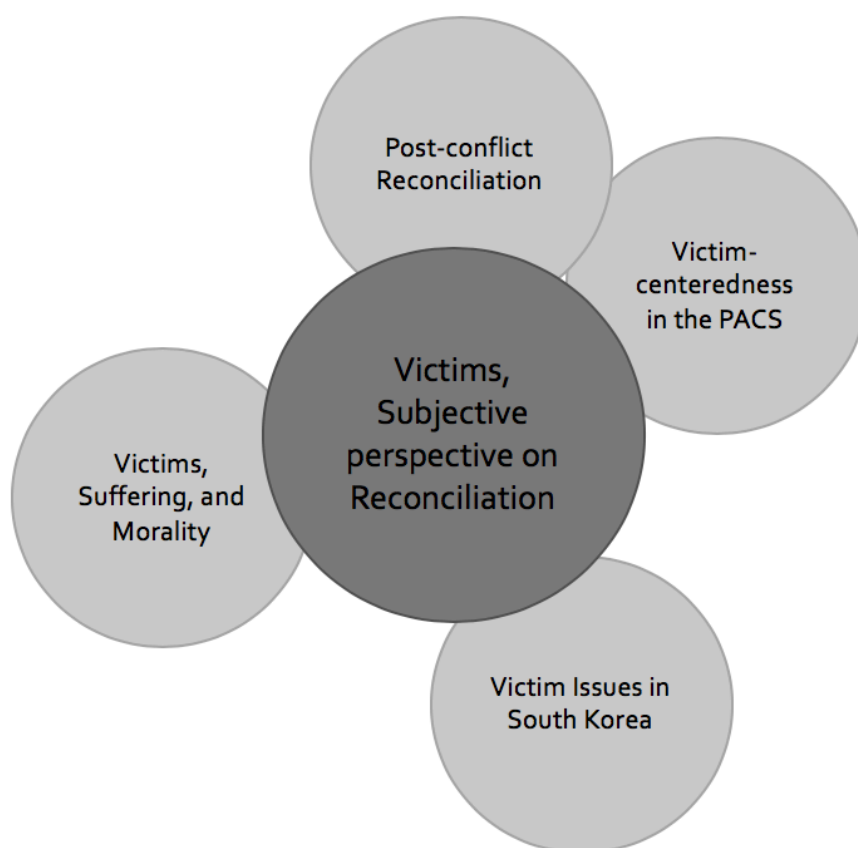 Post-conflict
Reconciliation
Victim-
centeredness
in the PACS
Victims,
Subjective
perspective on
Reconciliation
Victims,
Suffering, and
Morality
Victim Issues in
South Korea